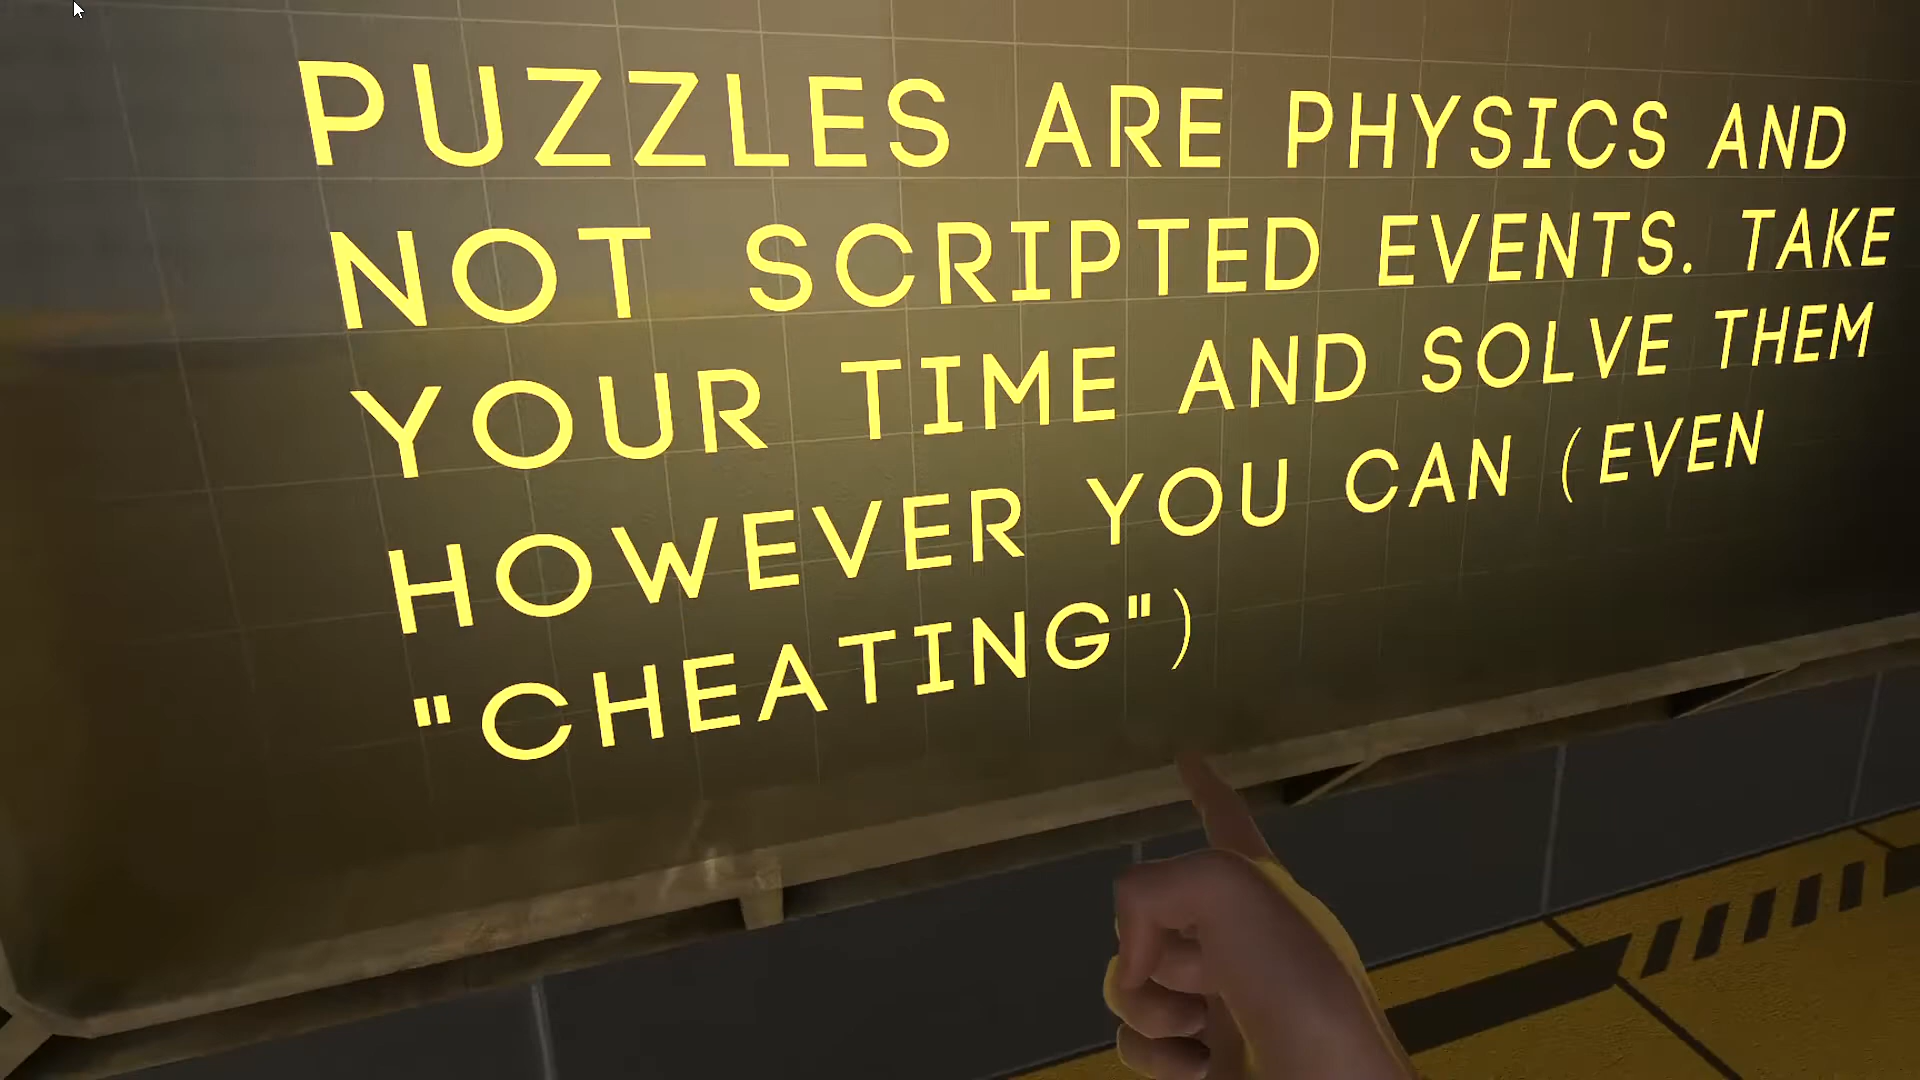 PUZZLES ARE PHYSICS AND
NOT SCRIPTED EVENTS. TAKE
YOUR TIME AND SOLVE THEM
HOWEVER YOU CAN (EVEN
"CHEATING")